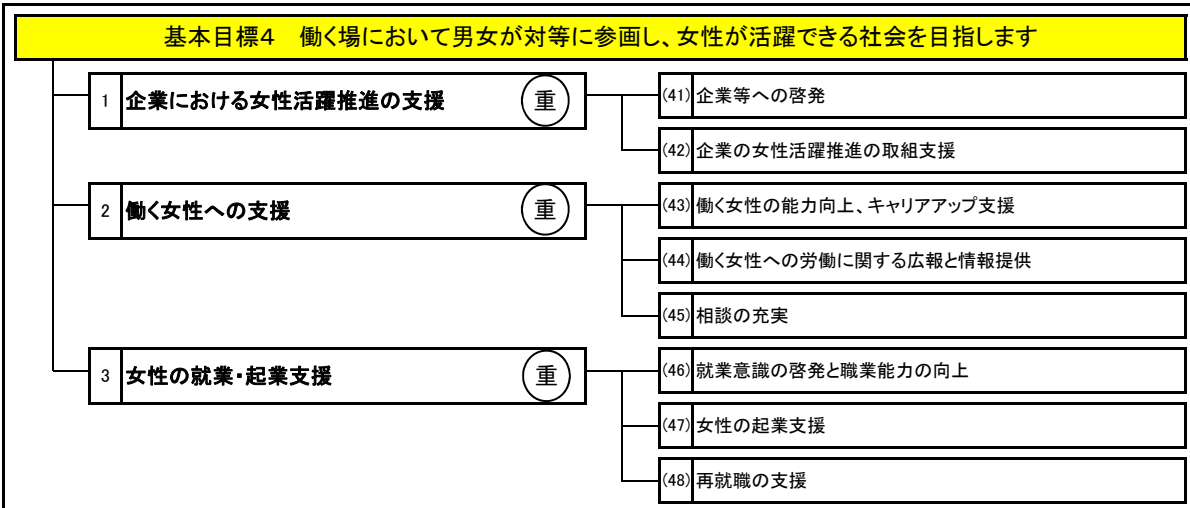 基本目標4 働く場において男女が対等に参画し、女性が活躍できる社会を目指します
1 企業における女性活躍推進の支援 重
(41) 企業等への啓発
(42) 企業の女性活躍推進の取組支援
2 働く女性への支援 重
(43) 働く女性の能力向上、キャリアアップ支援
(44) 働く女性への労働に関する広報と情報提供
(45) 相談の充実
3 女性の就業・起業支援 重
(46) 就業意識の啓発と職業能力の向上
(47) 女性の起業支援
(48) 再就職の支援